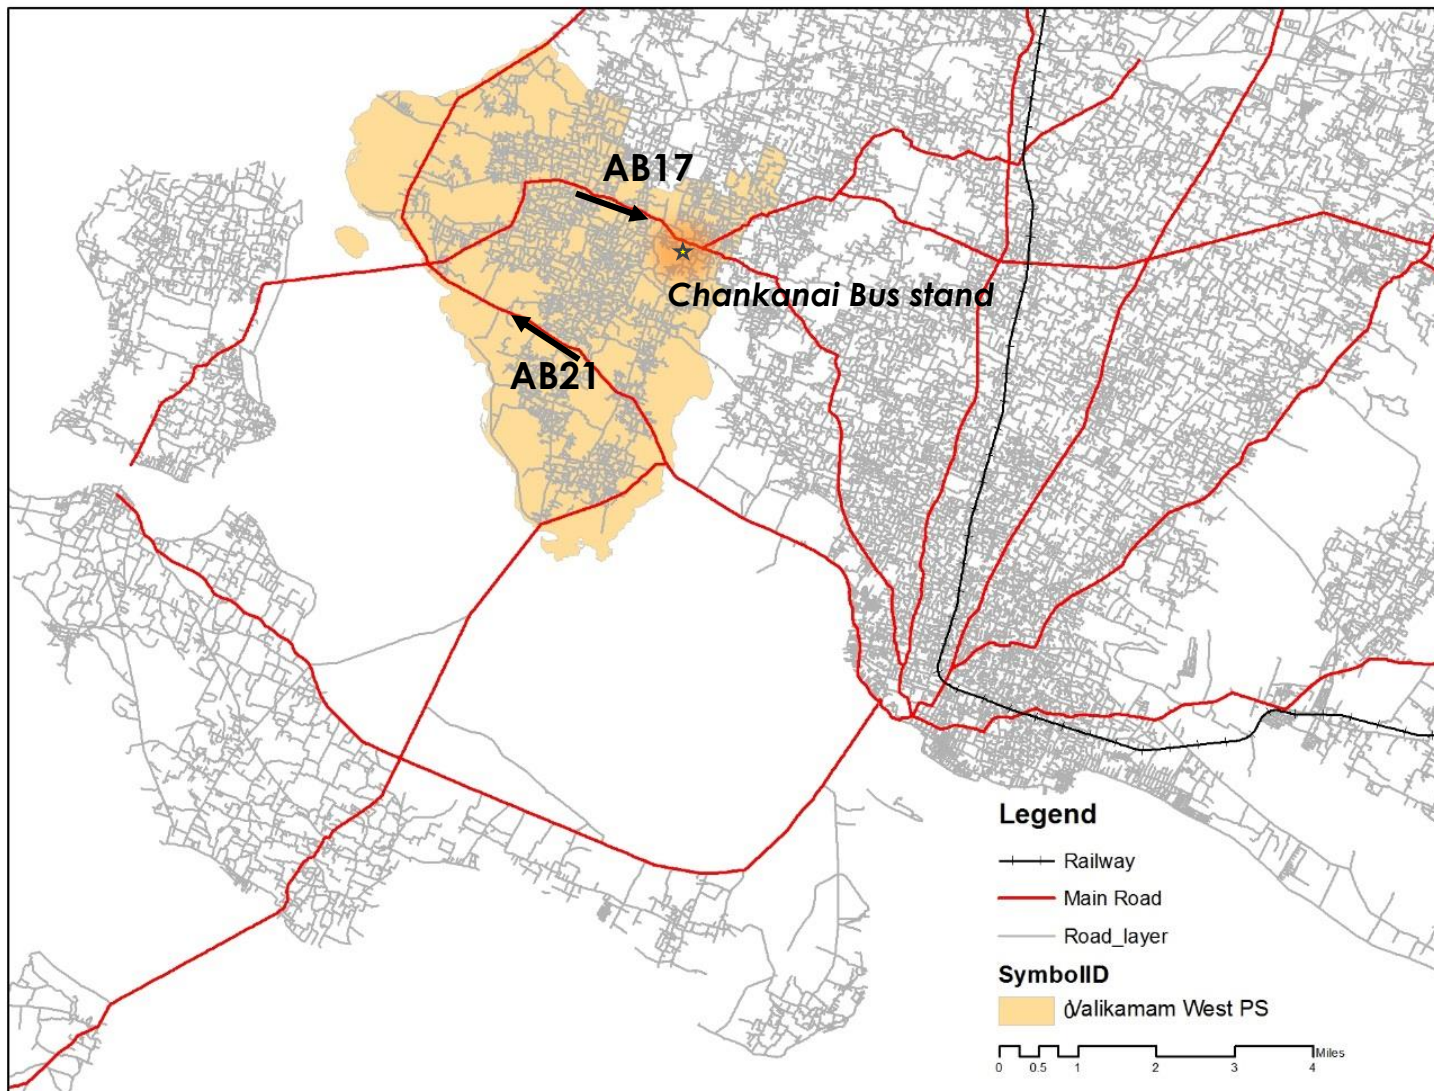 AB17
Chankanai Bus stand
AB21
Legend
Railway
Main Road
Road_layer
SymbolID
0 Valikamam West PS
Miles
0 0.5 1 2 3 4